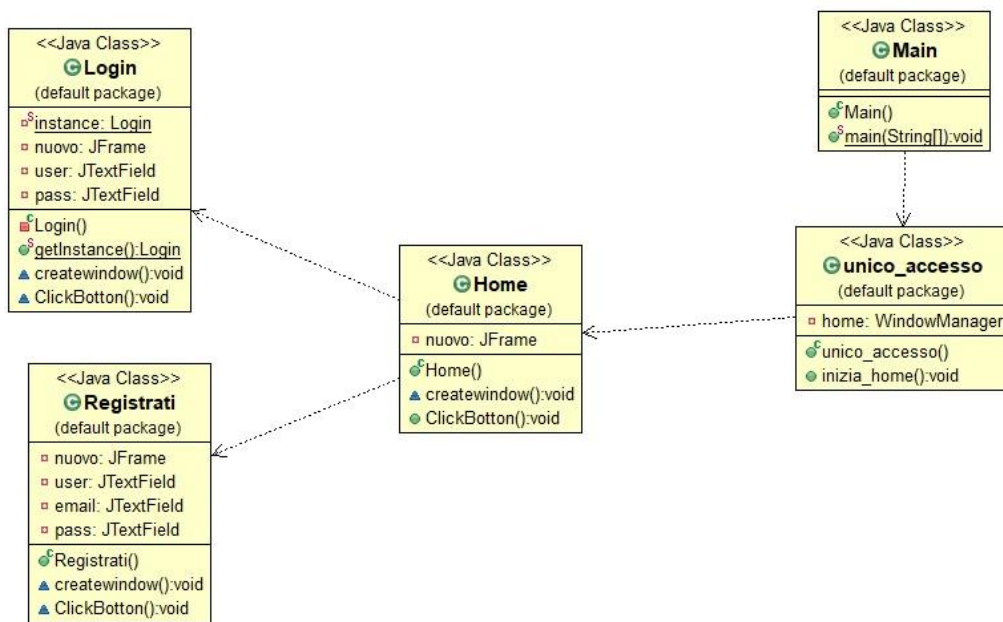 <<Java Class>>
Login
(default package)
instance: Login
nuovo: JFrame
user: JTextField
pass: JTextField
Login()
getInstance():Login
createwindow():void
ClickBotton():void
<<Java Class>>
Registrati
(default package)
nuovo: JFrame
user: JTextField
email: JTextField
pass: JTextField
Registrati()
createwindow():void
ClickBotton():void
<<Java Class>>
Home
(default package)
nuovo: JFrame
Home()
createwindow():void
ClickBotton():void
<<Java Class>>
Main
(default package)
Main()
main(String[]):void
<<Java Class>>
unico_accesso
(default package)
home: WindowManager
unico_accesso()
inizia_home():void